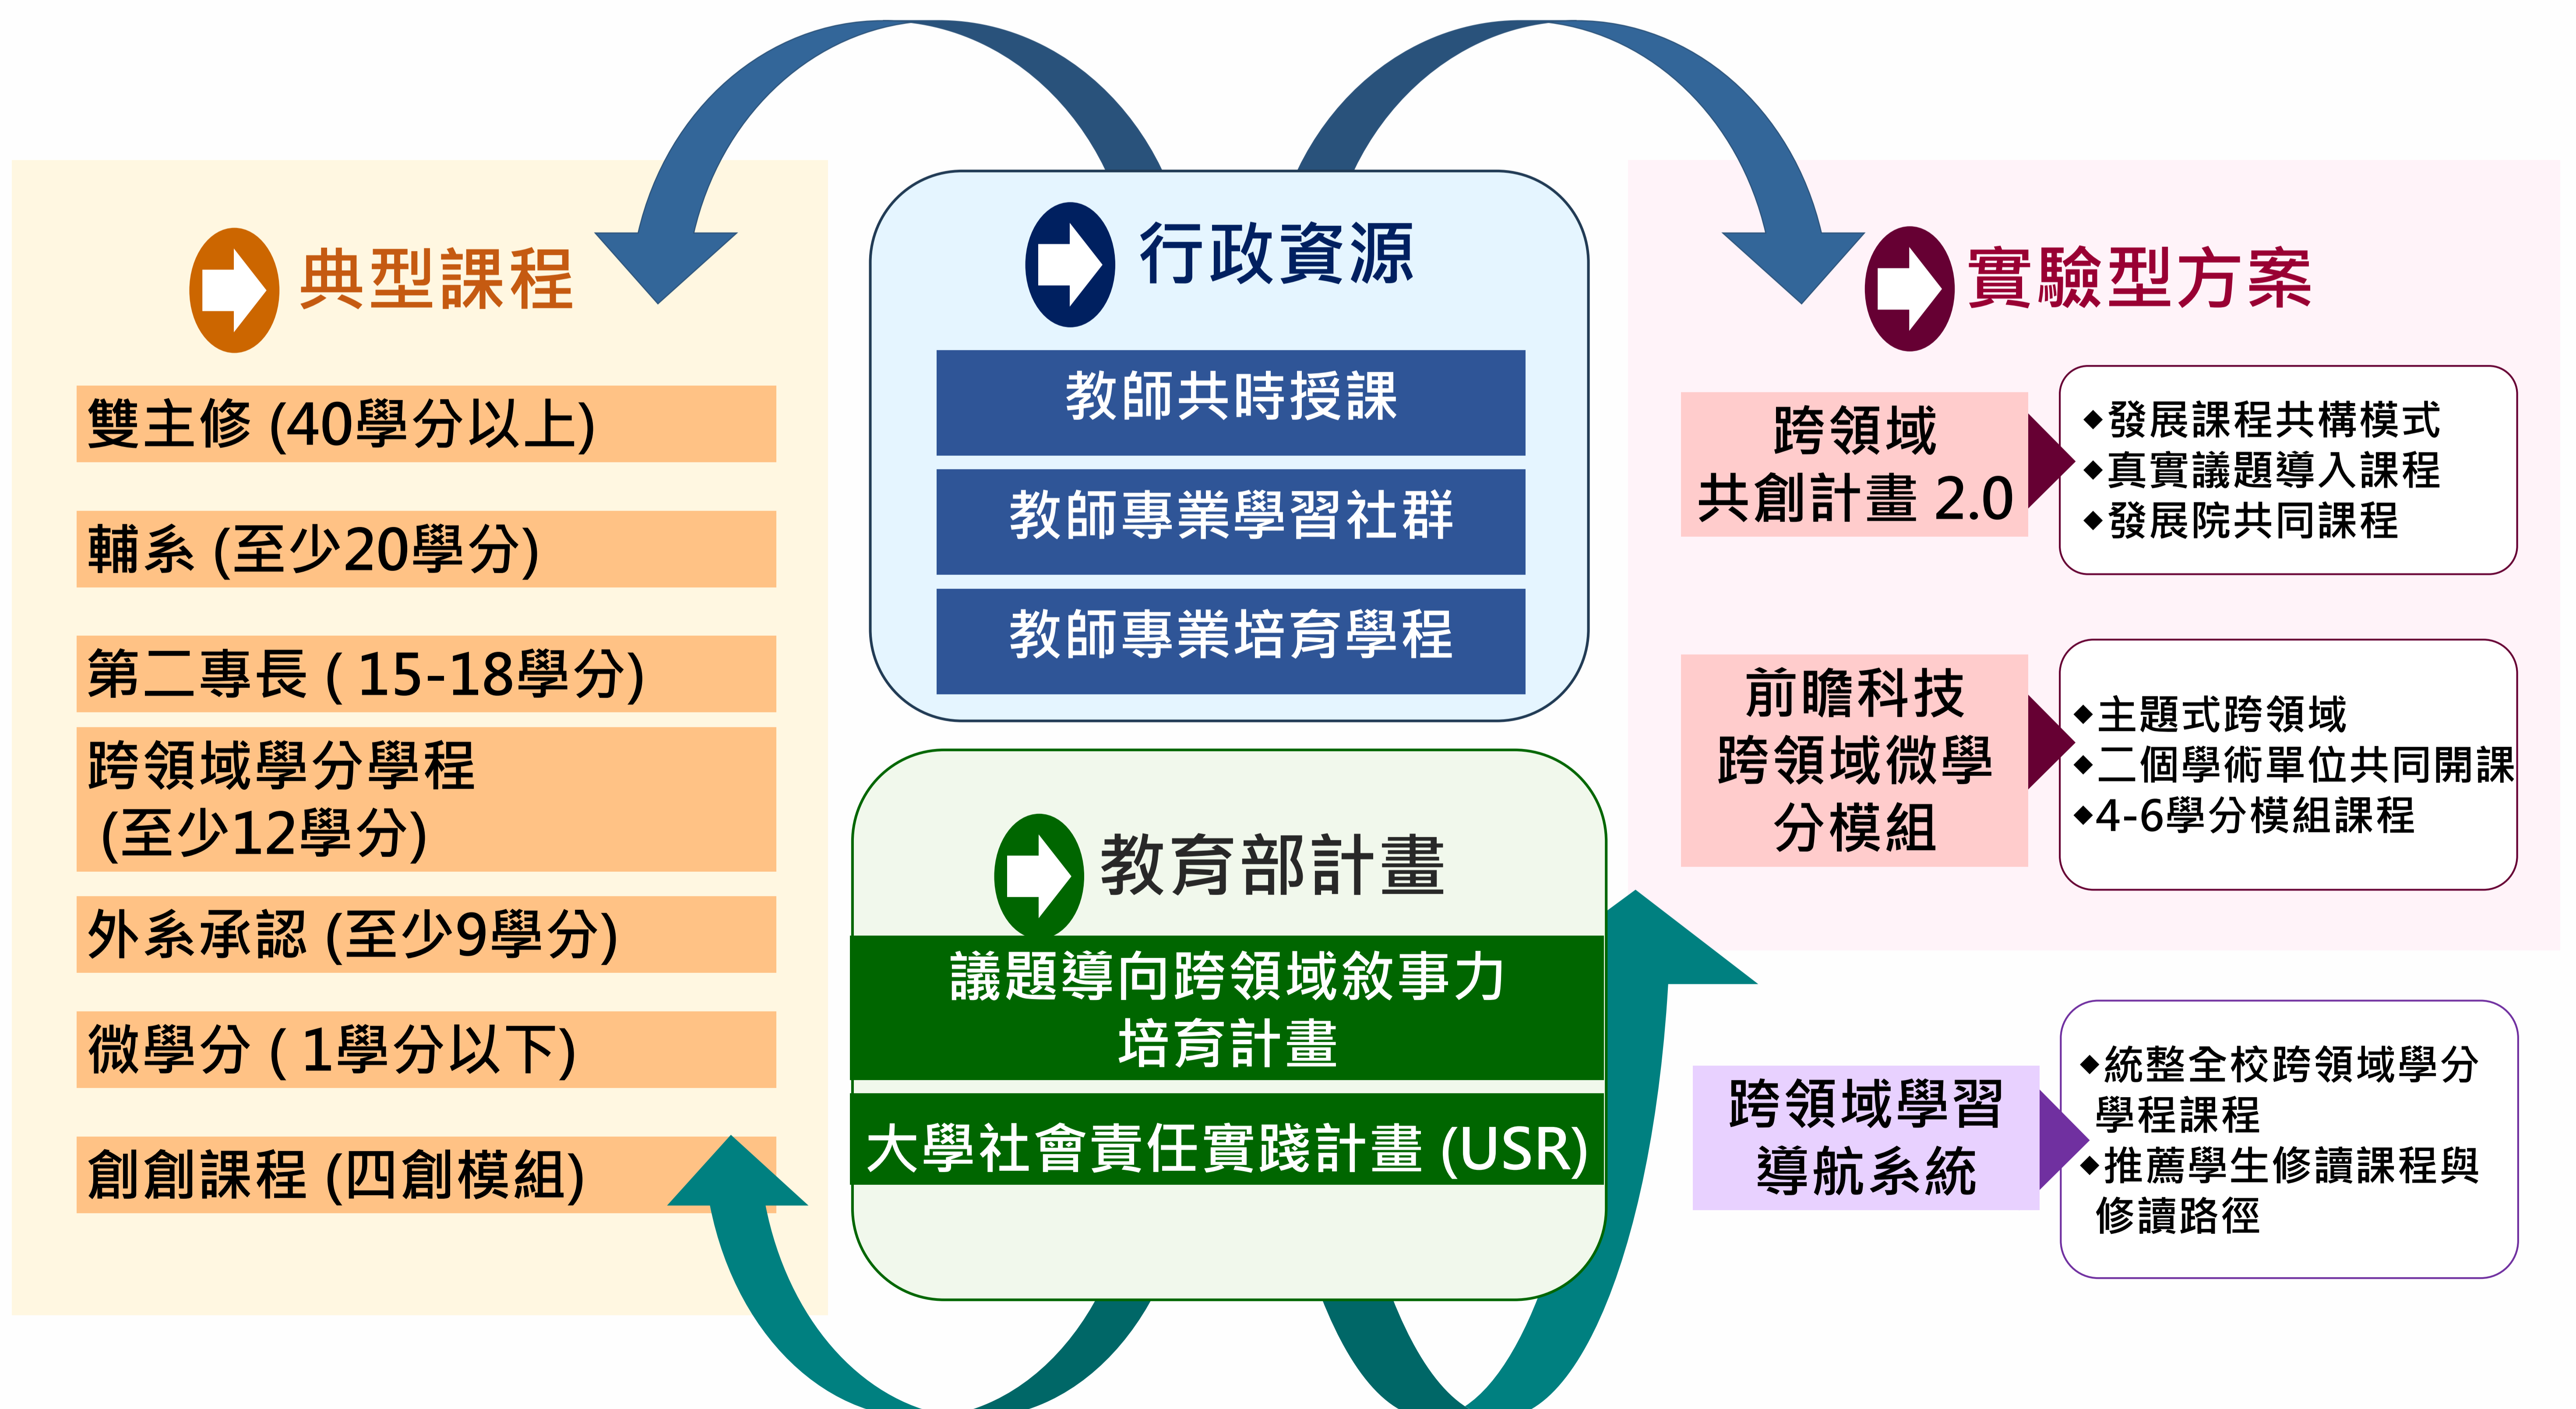 典型課程
雙主修 (40學分以上)
輔系 (至少20學分)
第二專長 ( 15-18學分)
跨領域學分學程
(至少12學分)
外系承認 (至少9學分)
微學分 ( 1學分以下)
創創課程 (四創模組)
行政資源
教師共時授課
教師專業學習社群
教師專業培育學程
教育部計畫
議題導向跨領域敘事力
培育計畫
大學社會責任實踐計畫 (USR)
實驗型方案
跨領域
共創計畫 2.0
◆發展課程共構模式
◆真實議題導入課程
◆發展院共同課程
前瞻科技
跨領域微學
分模組
◆主題式跨領域
◆二個學術單位共同開課
◆4-6學分模組課程
跨領域學習
導航系統
◆統整全校跨領域學分
學程課程
◆推薦學生修讀課程與
修讀路徑